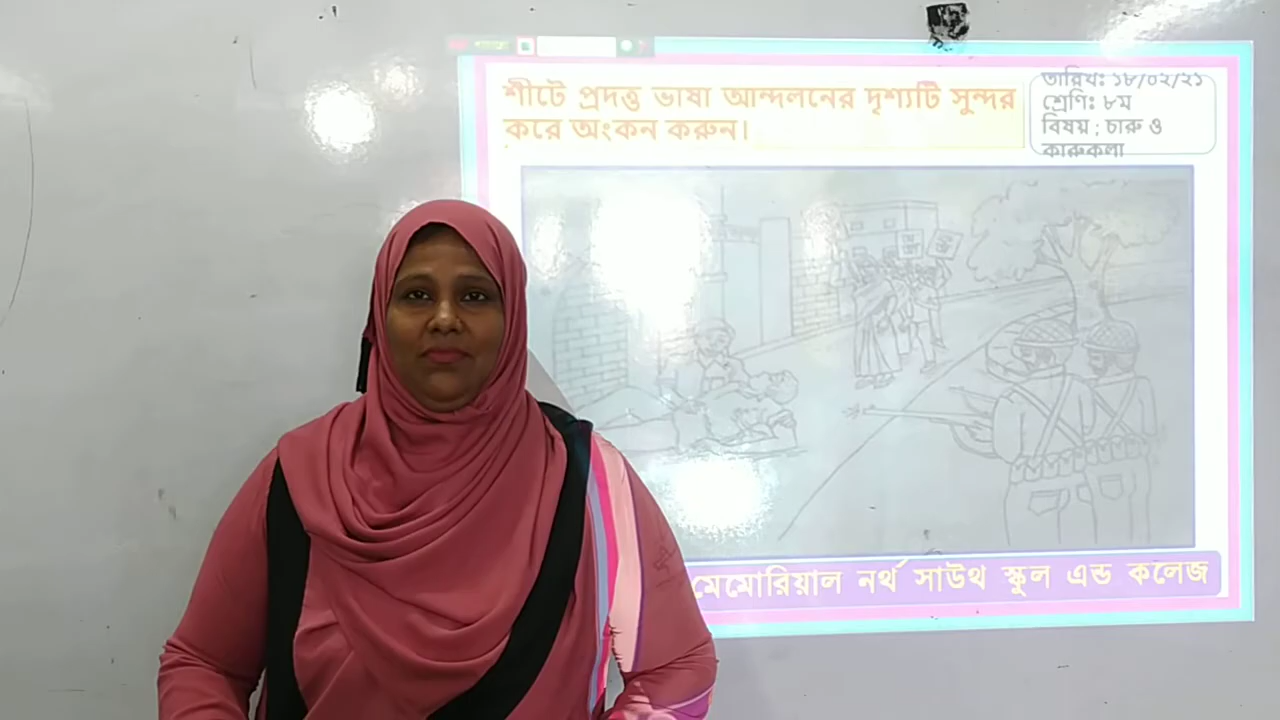 শীটে প্রদত্ত ভাষা আন্দলনের দৃশ্যটি সুন্দর
করে অংকন করুন।
তারিখঃ ১৮/০২/২১
শ্রেণিঃ ৮ম
বিষয় : চারু ও
কারুকলা
মেমোরিয়াল নর্থ সাউথ স্কুল এন্ড কলেজ